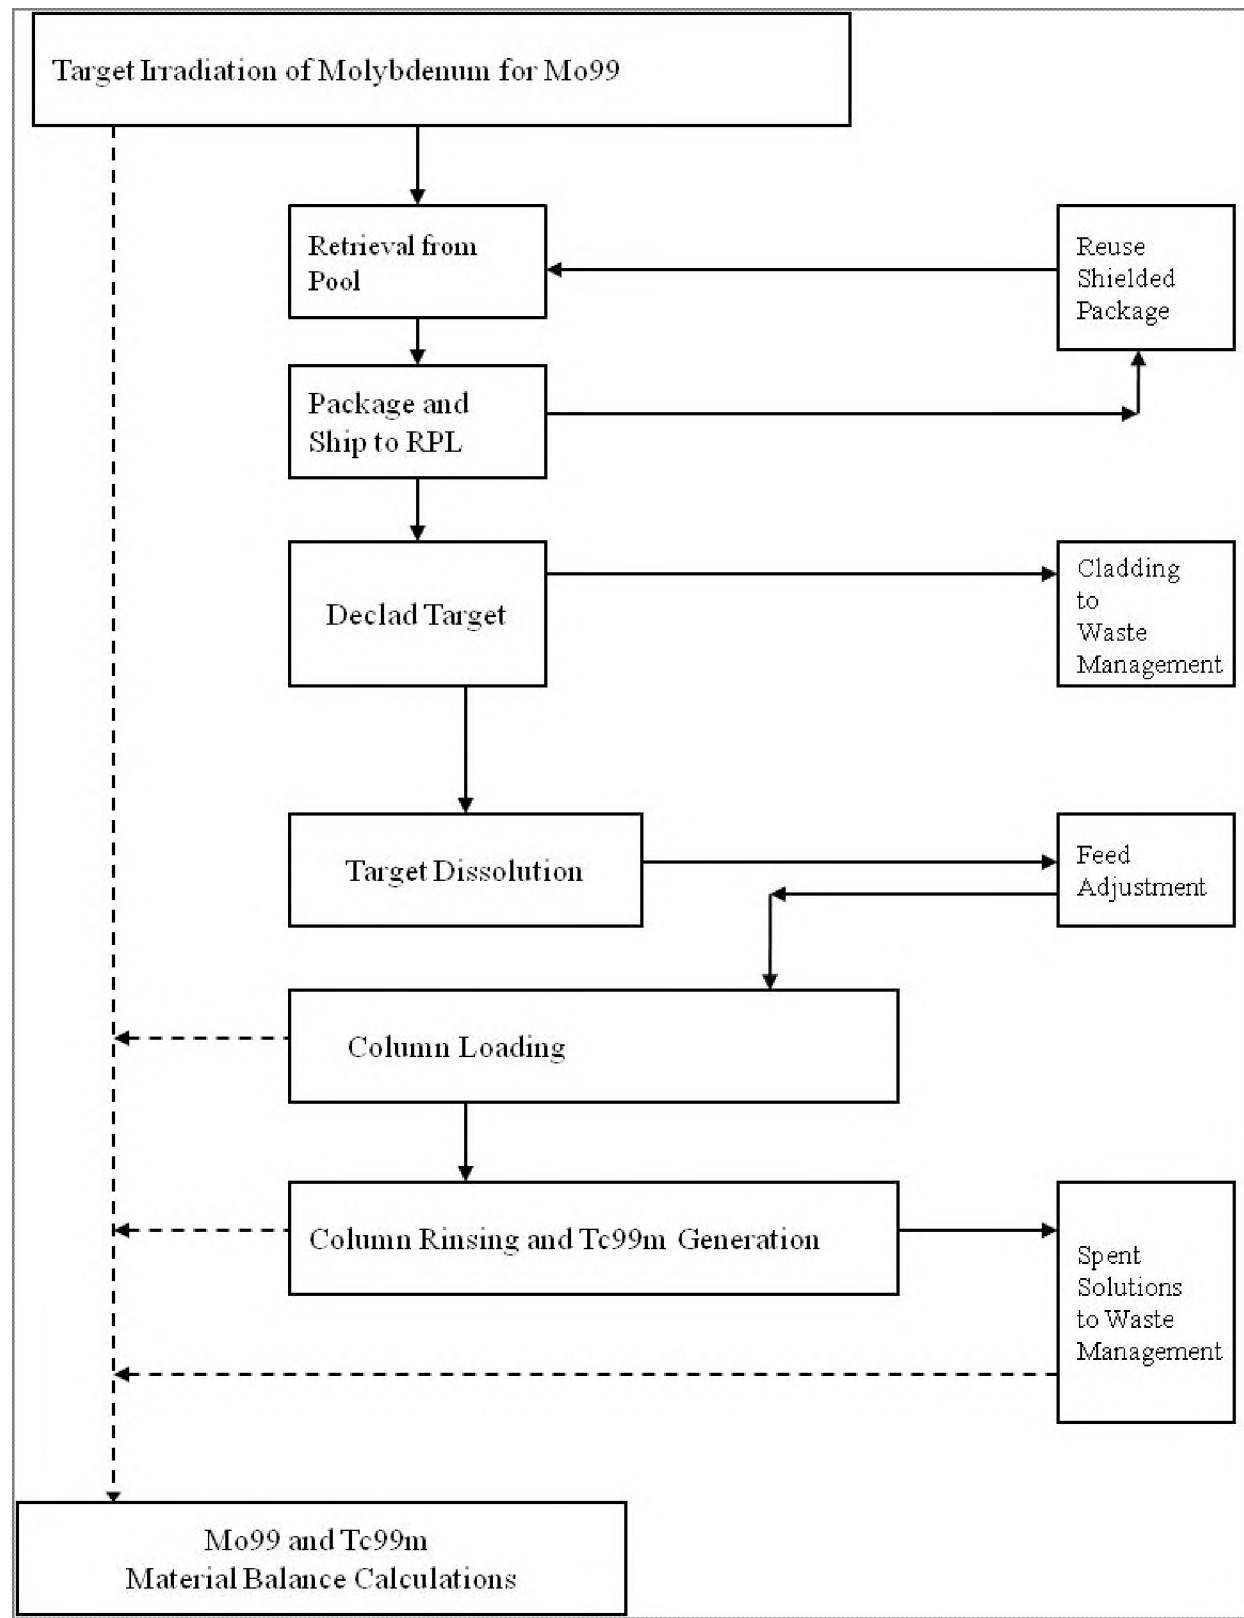 Target Irradiation of Molybdenum for Mo99
Retrieval from
Pool
Reuse
Shielded
Package
Package and
Ship to RPL
Declad Target
Cladding
to
Waste
Management
Target Dissolution
Feed
Adjustment
Column Loading
Column Rinsing and Tc99m Generation
Spent
Solutions
to Waste
Management
Mo99 and Tc99m
Material Balance Calculations